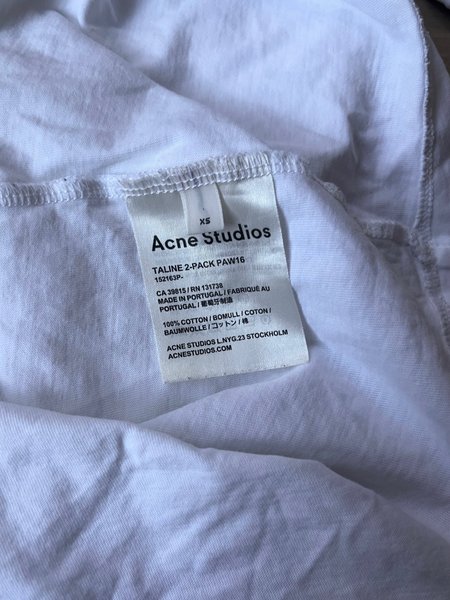 XS
Acne Studios
TALINE 2-PACK PAW16
152163P-
CA 39815 / RN 131738
MADE IN PORTUGAL / FABRIQUÉ AU
PORTUGAL / 葡萄牙制造
100% COTTON / BOMULL / COTON /
BAUMWOLLE / コットン / 棉
ACNE STUDIOS L.NYG.23 STOCKHOLM
ACNESTUDIOS.COM